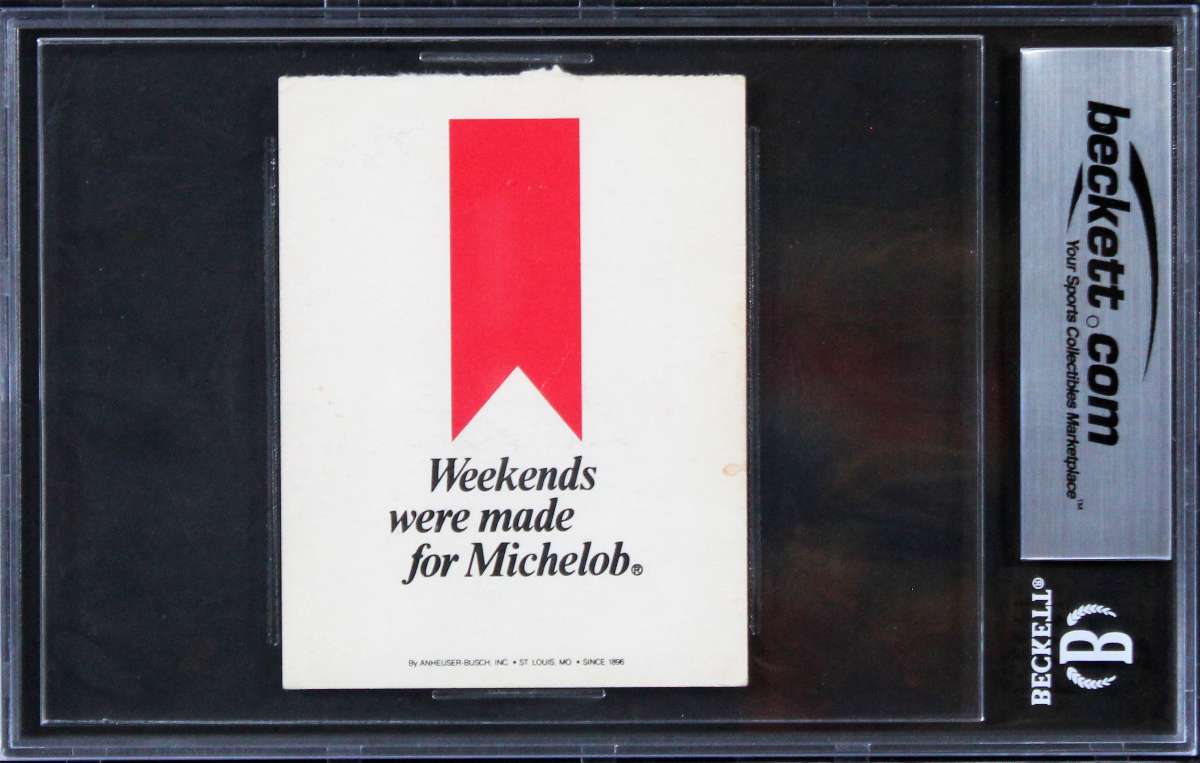 Weekends
were made
for Michelob®
By ANHEUSER-BUSCH, INC. • ST. LOUIS, MO • SINCE 1896
beckett.com
Your Sports Collectibles Marketplace™
BECKETT®
B